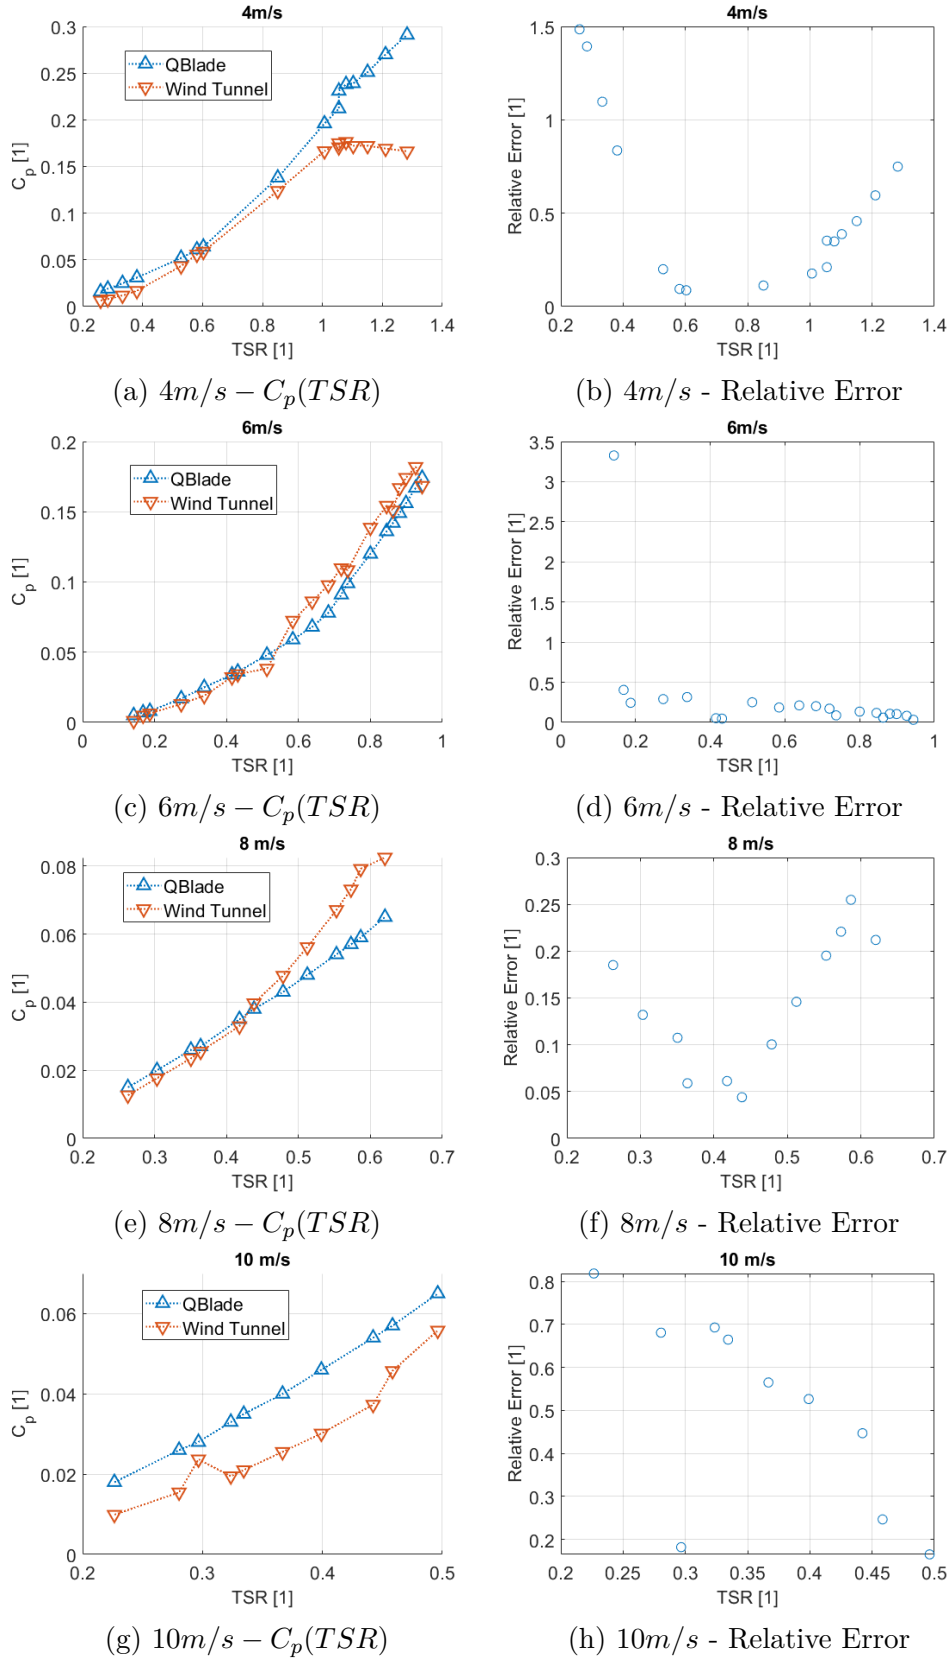 4m/s
0.3
0.25
0.2
0.15
0.1
0.05
0
C_p [1]
QBlade
Wind Tunnel
0.2 0.4 0.6 0.8 1 1.2 1.4
TSR [1]
(a) 4m/s − C_p(TSR)
4m/s
1.5
1
0.5
0
Relative Error [1]
0.2 0.4 0.6 0.8 1 1.2 1.4
TSR [1]
(b) 4m/s - Relative Error
6m/s
0.2
0.15
0.1
0.05
0
C_p [1]
QBlade
Wind Tunnel
0 0.2 0.4 0.6 0.8 1
TSR [1]
(c) 6m/s − C_p(TSR)
6m/s
3.5
3
2.5
2
1.5
1
0.5
0
Relative Error [1]
0 0.2 0.4 0.6 0.8 1
TSR [1]
(d) 6m/s - Relative Error
8 m/s
0.08
0.06
0.04
0.02
0
C_p [1]
QBlade
Wind Tunnel
0.2 0.3 0.4 0.5 0.6 0.7
TSR [1]
(e) 8m/s − C_p(TSR)
8 m/s
0.3
0.25
0.2
0.15
0.1
0.05
0
Relative Error [1]
0.2 0.3 0.4 0.5 0.6 0.7
TSR [1]
(f) 8m/s - Relative Error
10 m/s
0.06
0.04
0.02
0
C_p [1]
QBlade
Wind Tunnel
0.2 0.3 0.4 0.5
TSR [1]
(g) 10m/s − C_p(TSR)
10 m/s
0.8
0.7
0.6
0.5
0.4
0.3
0.2
Relative Error [1]
0.2 0.25 0.3 0.35 0.4 0.45 0.5
TSR [1]
(h) 10m/s - Relative Error